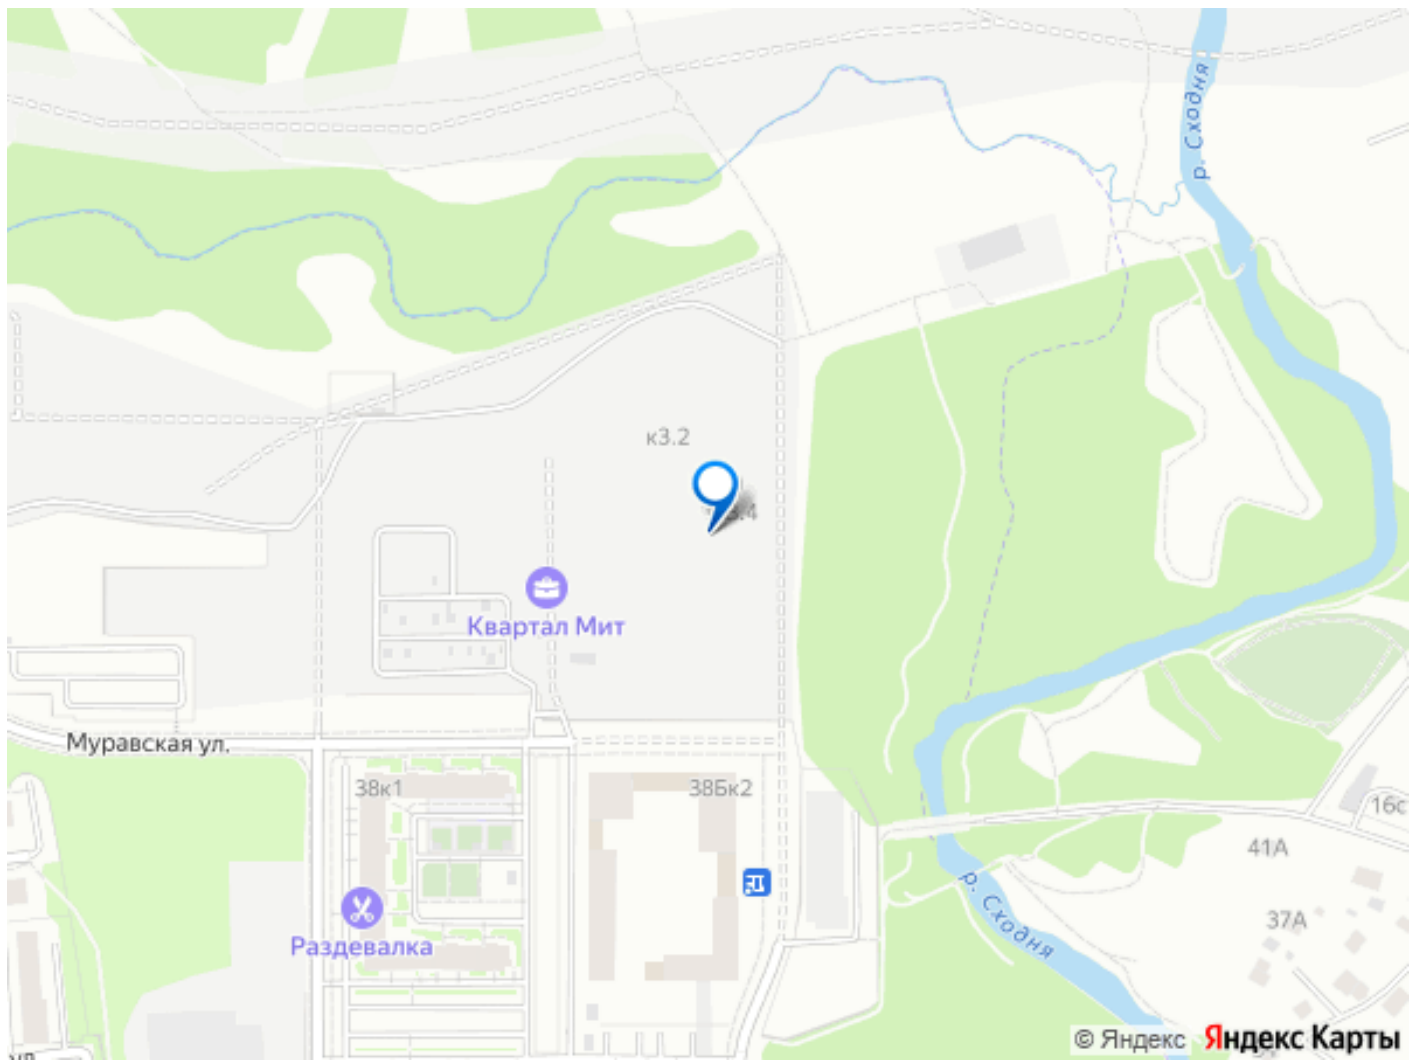 р. Сходня
к3.2
Квартал Мит
Муравская ул.
38к1
38Бк2
16с
41А
37А
р. Сходня
Раздевалка
© Яндекс Яндекс Карты